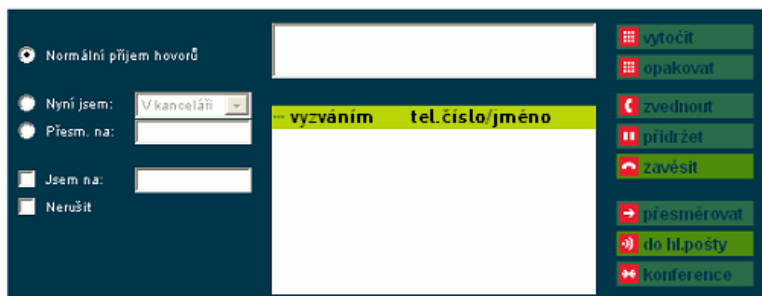 Normální příjem hovorů
Nyní jsem: V kanceláři
Přesm. na:
Jsem na:
Nerušit
-- vyzváním tel.číslo/jméno
vytočit
opakovat
zvednout
přidržet
zavěsit
přesměrovat
do hl.pošty
konference